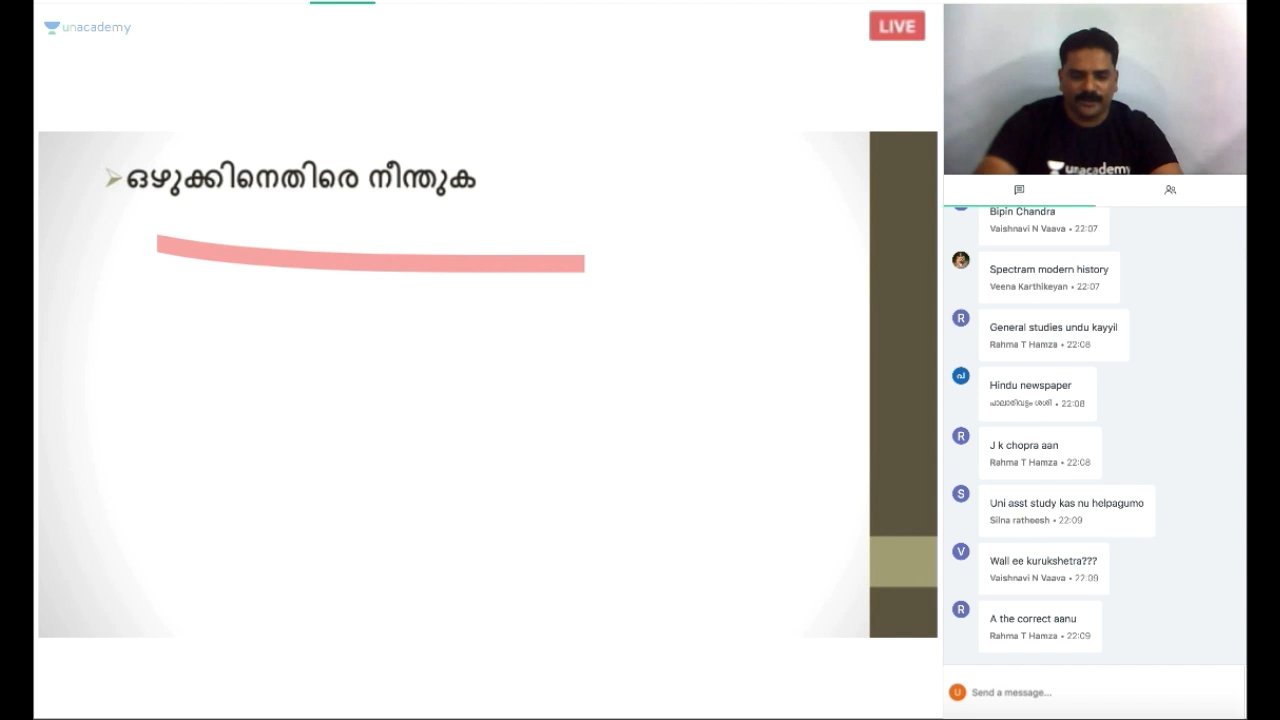 unacademy
LIVE
ഒഴുക്കിനെതിരെ നീന്തുക
unacademy
Bipin Chandra
Vaishnavi N Vaava • 22:07
Spectram modern history
Veena Karthikeyan • 22:07
R
General studies undu kayyil
Rahma T Hamza • 22:08
പ
Hindu newspaper
പാലാരിവട്ടം ശശി • 22:08
R
J k chopra aan
Rahma T Hamza • 22:08
S
Uni asst study kas nu helpagumo
Silna ratheesh • 22:09
V
Wall ee kurukshetra???
Vaishnavi N Vaava • 22:09
R
A the correct aanu
Rahma T Hamza • 22:09
U
Send a message...